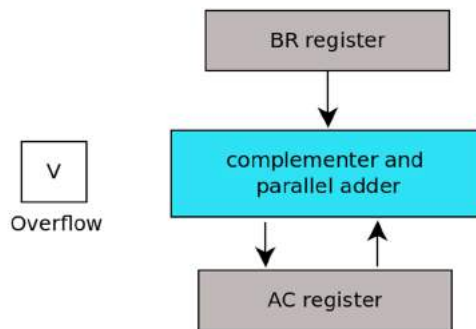 BR register
complementer and
parallel adder
V
Overflow
AC register